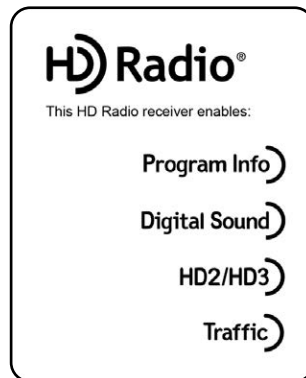 HD Radio®
This HD Radio receiver enables:
Program Info
Digital Sound
HD2/HD3
Traffic